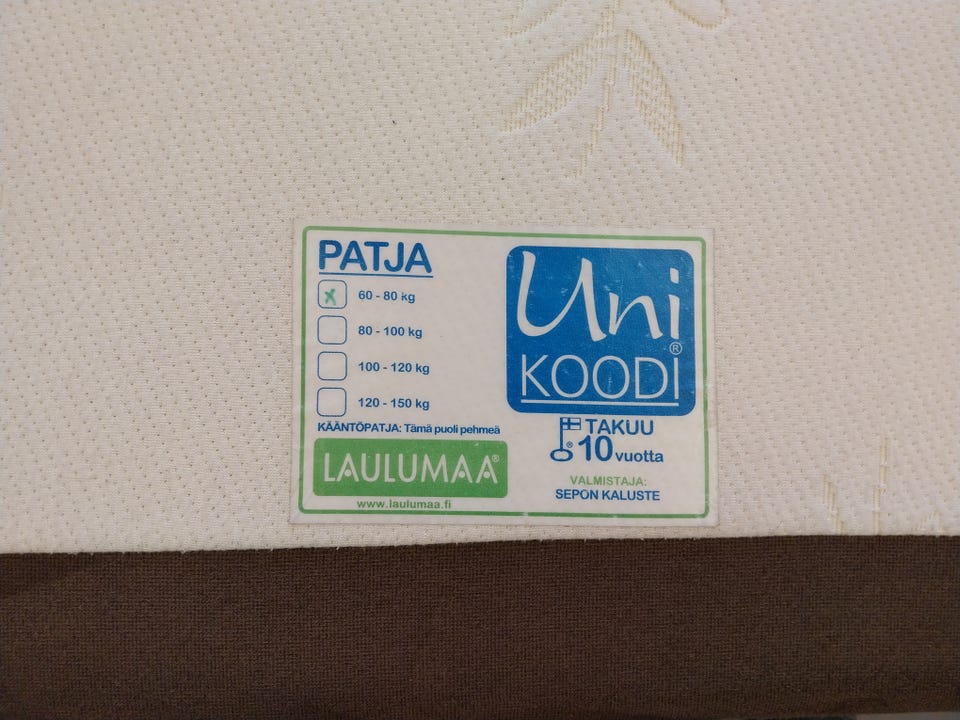 PATJA
X 60 - 80 kg
80 - 100 kg
100 - 120 kg
120 - 150 kg
KÄÄNTÖPATJA: Tämä puoli pehmeä
LAULUMAA®
www.laulumaa.fi
Uni
KOODI®
TAKUU
10 vuotta
VALMISTAJA:
SEPON KALUSTE